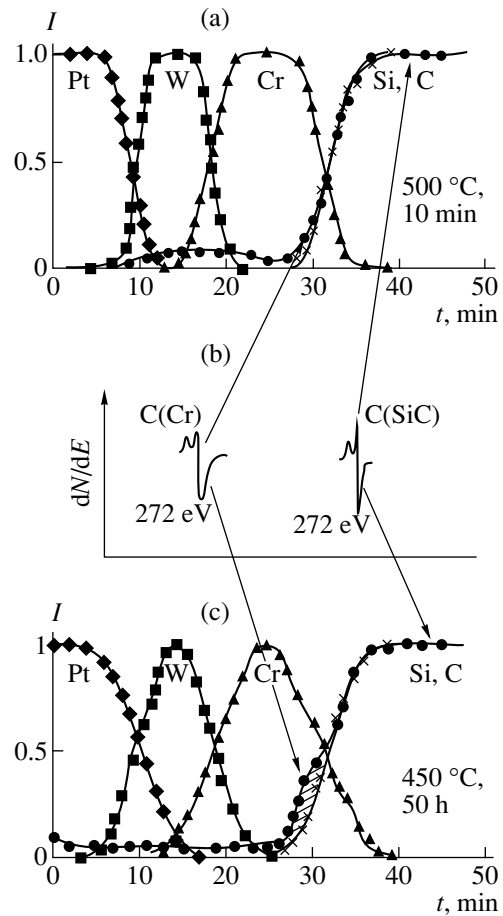 (a)
I
Pt W Cr Si, C
1
0.5
0
500 °C,
10 min
0 10 20 30 40 50
t, min
(b)
dN/dE
C(Cr) C(SiC)
272 eV 272 eV
(c)
I
1
Pt W Cr Si, C
0.5
0
450 °C,
50 h
0 10 20 30 40 50
t, min